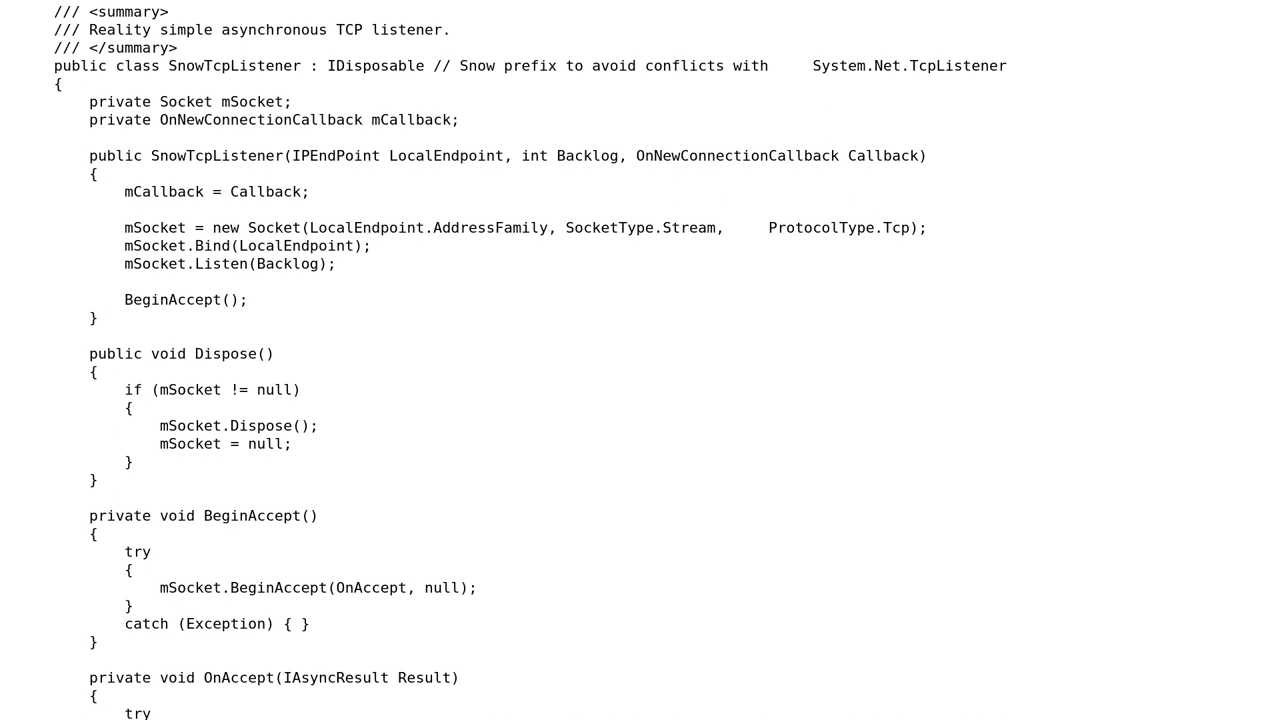 /// <summary>
/// Reality simple asynchronous TCP listener.
/// </summary>
public class SnowTcpListener : IDisposable // Snow prefix to avoid conflicts with     System.Net.TcpListener
{
    private Socket mSocket;
    private OnNewConnectionCallback mCallback;

    public SnowTcpListener(IPEndPoint LocalEndpoint, int Backlog, OnNewConnectionCallback Callback)
    {
        mCallback = Callback;

        mSocket = new Socket(LocalEndpoint.AddressFamily, SocketType.Stream,     ProtocolType.Tcp);
        mSocket.Bind(LocalEndpoint);
        mSocket.Listen(Backlog);

        BeginAccept();
    }

    public void Dispose()
    {
        if (mSocket != null)
        {
            mSocket.Dispose();
            mSocket = null;
        }
    }

    private void BeginAccept()
    {
        try
        {
            mSocket.BeginAccept(OnAccept, null);
        }
        catch (Exception) { }
    }

    private void OnAccept(IAsyncResult Result)
    {
        try